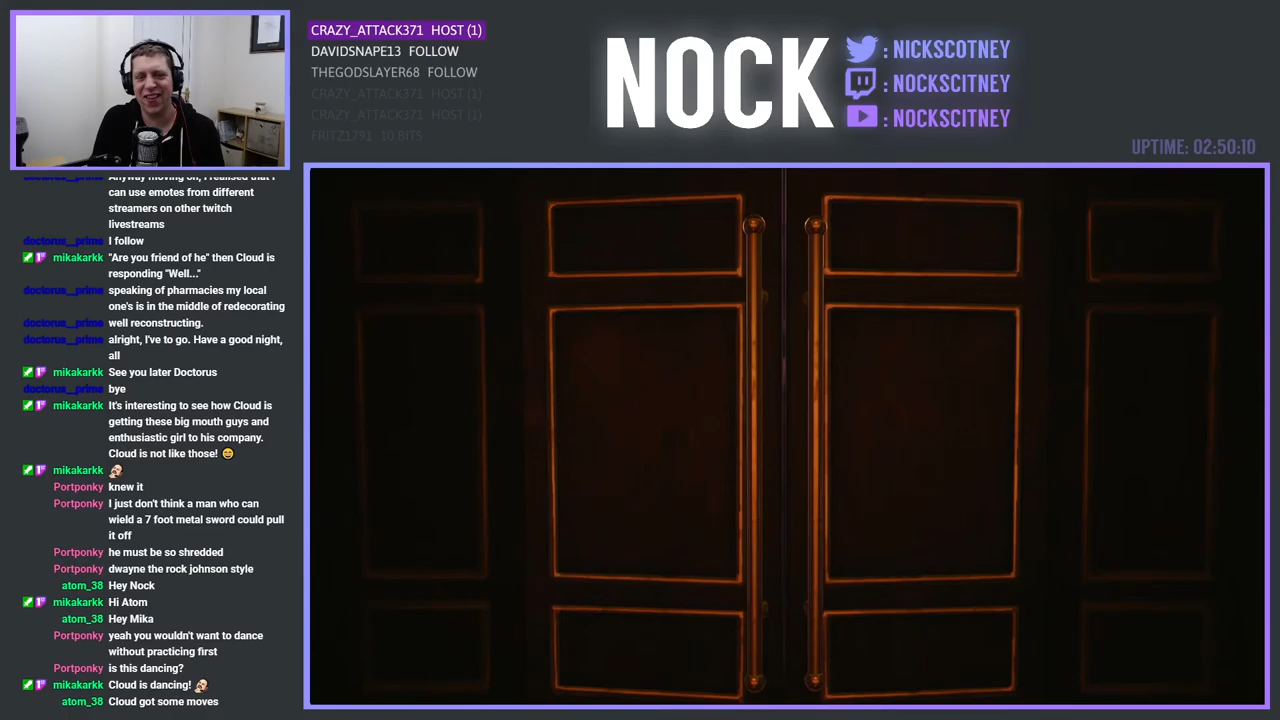 CRAZY_ATTACK371 HOST (1)
DAVIDSNAPE13 FOLLOW
THEGODSLAYER68 FOLLOW
CRAZY_ATTACK371 HOST (1)
CRAZY_ATTACK371 HOST (1)
FRITZ1791 10 BITS
NOCK
: NICKSCOTNEY
: NOCKSCITNEY
: NOCKSCITNEY
UPTIME: 02:50:10
doctorus__prime Anyway moving on, I realised that I
can use emotes from different
streamers on other twitch
livestreams
doctorus__prime I follow
mikakarkk "Are you friend of he" then Cloud is
responding "Well..."
doctorus__prime speaking of pharmacies my local
one's is in the middle of redecorating
doctorus__prime well reconstructing.
doctorus__prime alright, I've to go. Have a good night,
all
mikakarkk See you later Doctorus
doctorus__prime bye
mikakarkk It's interesting to see how Cloud is
getting these big mouth guys and
enthusiastic girl to his company.
Cloud is not like those!
mikakarkk
Portponky knew it
Portponky I just don't think a man who can
wield a 7 foot metal sword could pull
it off
Portponky he must be so shredded
Portponky dwayne the rock johnson style
atom_38 Hey Nock
mikakarkk Hi Atom
atom_38 Hey Mika
Portponky yeah you wouldn't want to dance
without practicing first
Portponky is this dancing?
mikakarkk Cloud is dancing!
atom_38 Cloud got some moves